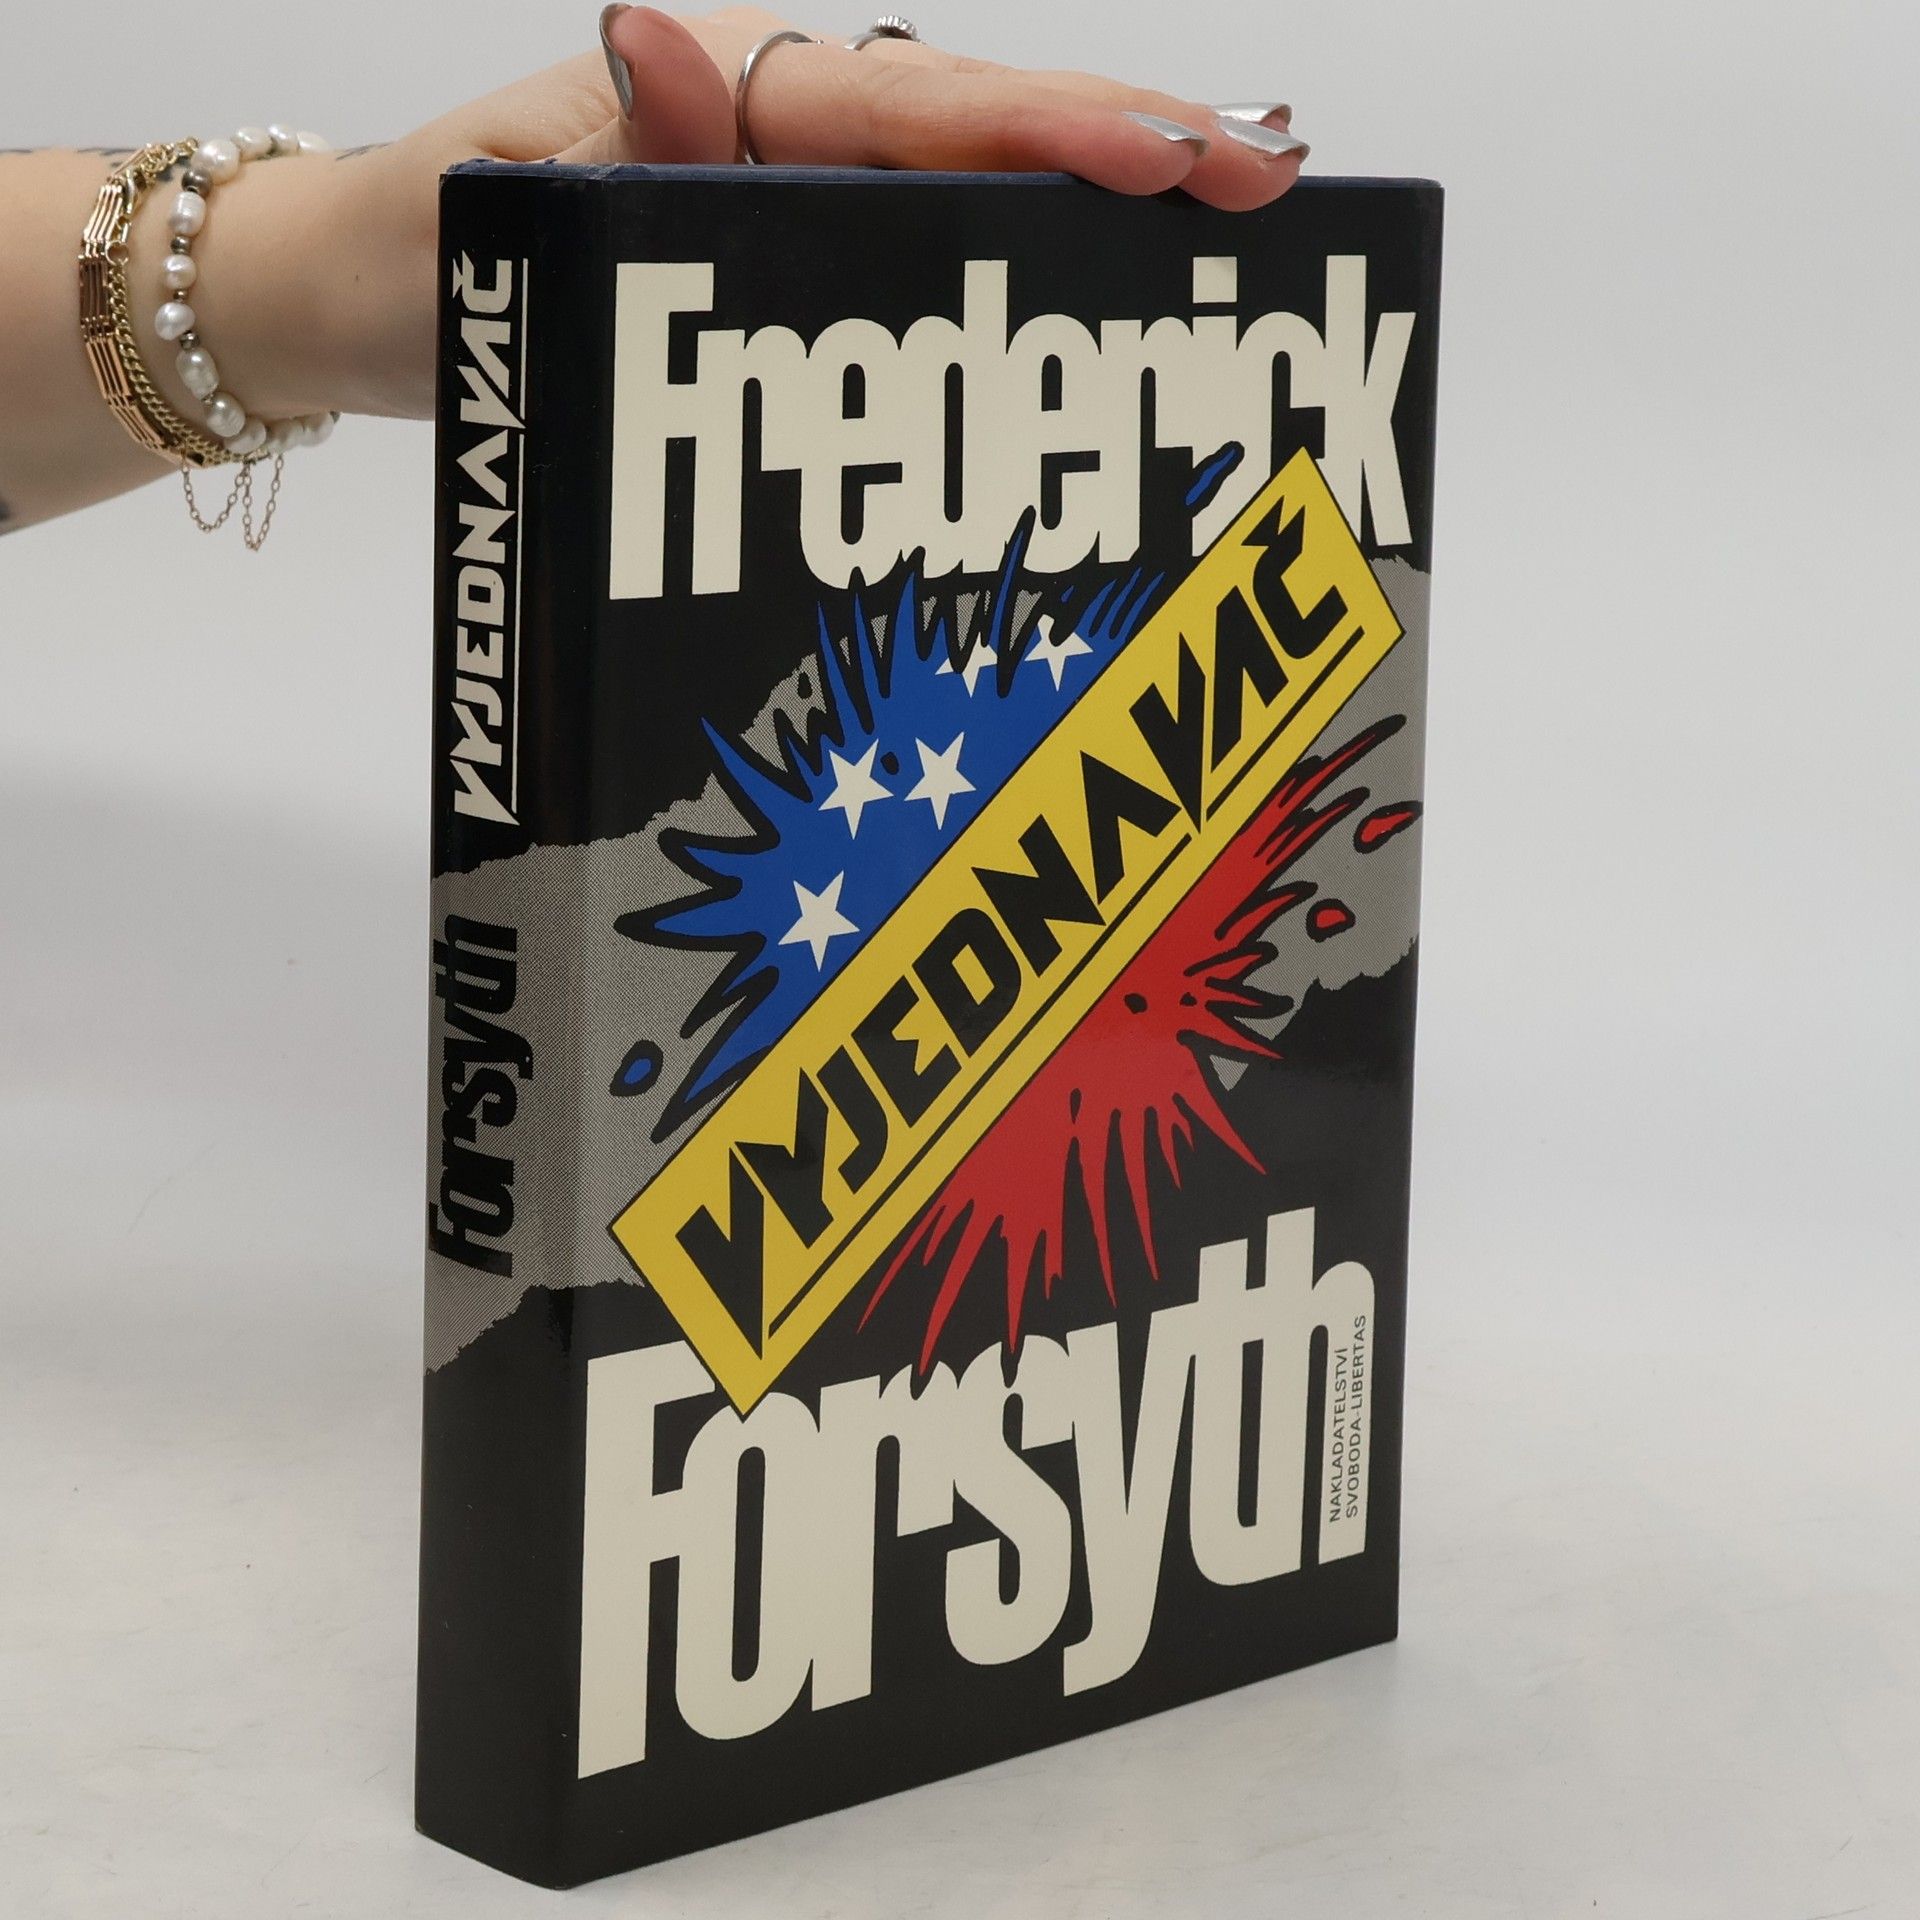 VYJEDNAVAČ
Forsyth
Frederick
VYJEDNAVAČ
Forsyth
NAKLADATELSTVÍ
SVOBODA-LIBERTAS